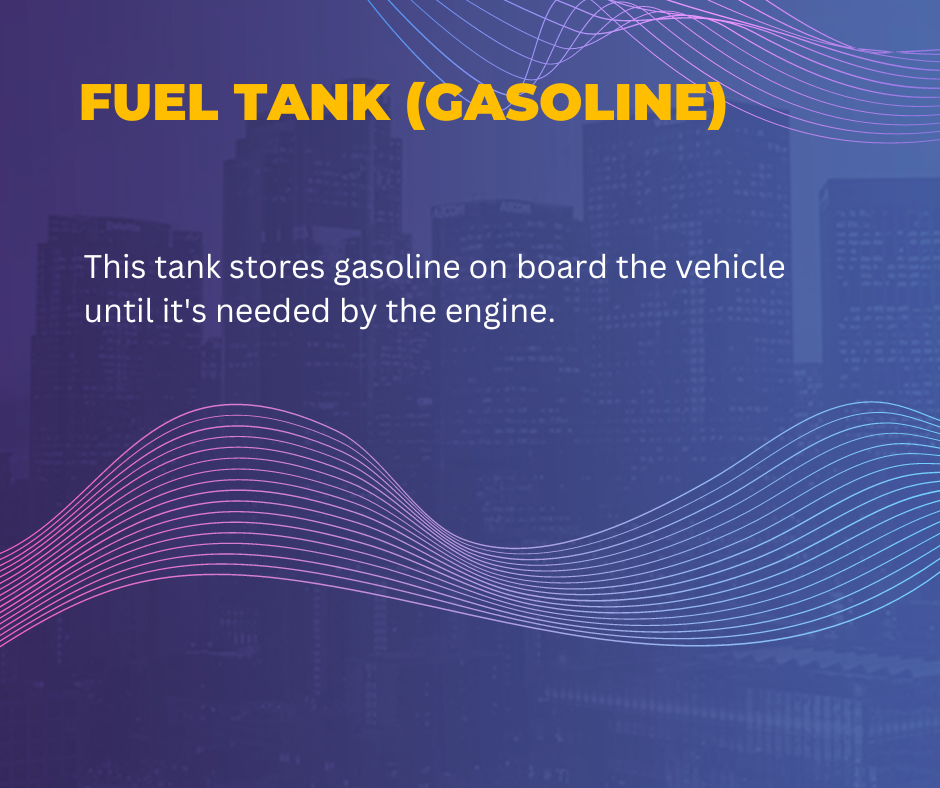 FUEL TANK (GASOLINE)
This tank stores gasoline on board the vehicle
until it's needed by the engine.